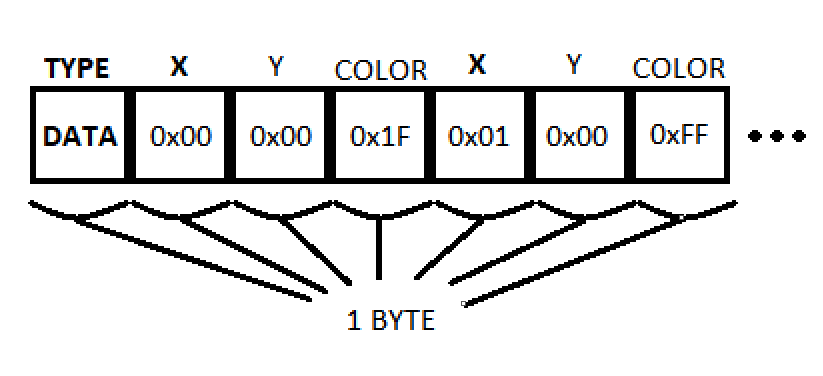 TYPE X Y COLOR X Y COLOR
DATA 0x00 0x00 0x1F 0x01 0x00 0xFF •••
1 BYTE